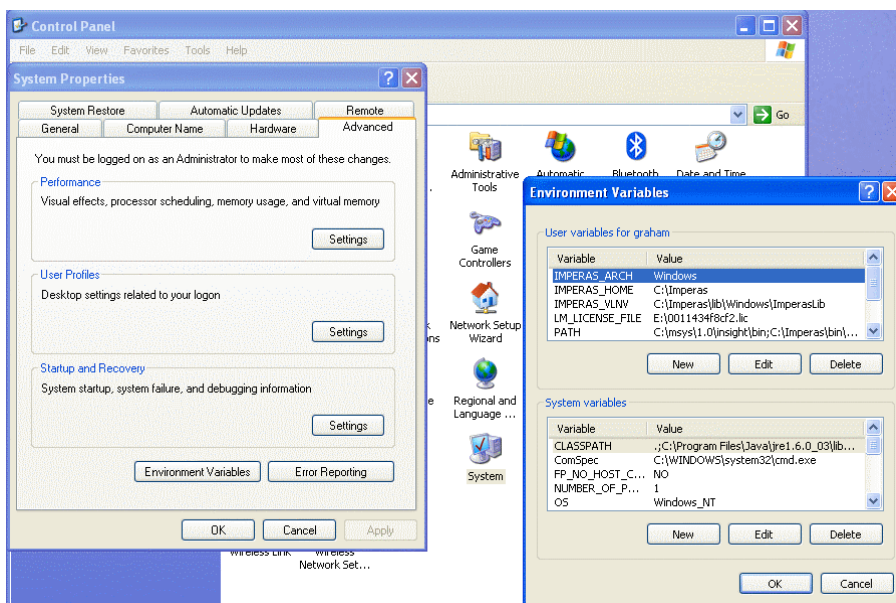 Control Panel
File Edit View Favorites Tools Help
Go
System Properties
System Restore Automatic Updates Remote
General Computer Name Hardware Advanced
You must be logged on as an Administrator to make most of these changes.
Performance
Visual effects, processor scheduling, memory usage, and virtual memory
Settings
User Profiles
Desktop settings related to your logon
Settings
Startup and Recovery
System startup, system failure, and debugging information
Settings
Environment Variables Error Reporting
OK Cancel Apply
Administrative
Tools
Automatic
Bluetooth
Date and Time
Game
Controllers
Network Setup
Wizard
Regional and
Language ...
System
Wireless Link
Wireless
Network Set...
Environment Variables
User variables for graham
Variable Value
IMPERAS_ARCH Windows
IMPERAS_HOME C:\Imperas
IMPERAS_VLNV C:\Imperas\lib\Windows\ImperasLib
LM_LICENSE_FILE E:\0011434f8cf2.lic
PATH C:\msys\1.0\insight\bin;C:\Imperas\bin\...
New Edit Delete
System variables
Variable Value
CLASSPATH .;C:\Program Files\Java\jre1.6.0_03\lib...
ComSpec C:\WINDOWS\system32\cmd.exe
FP_NO_HOST_C... NO
NUMBER_OF_P... 1
OS Windows_NT
New Edit Delete
OK Cancel